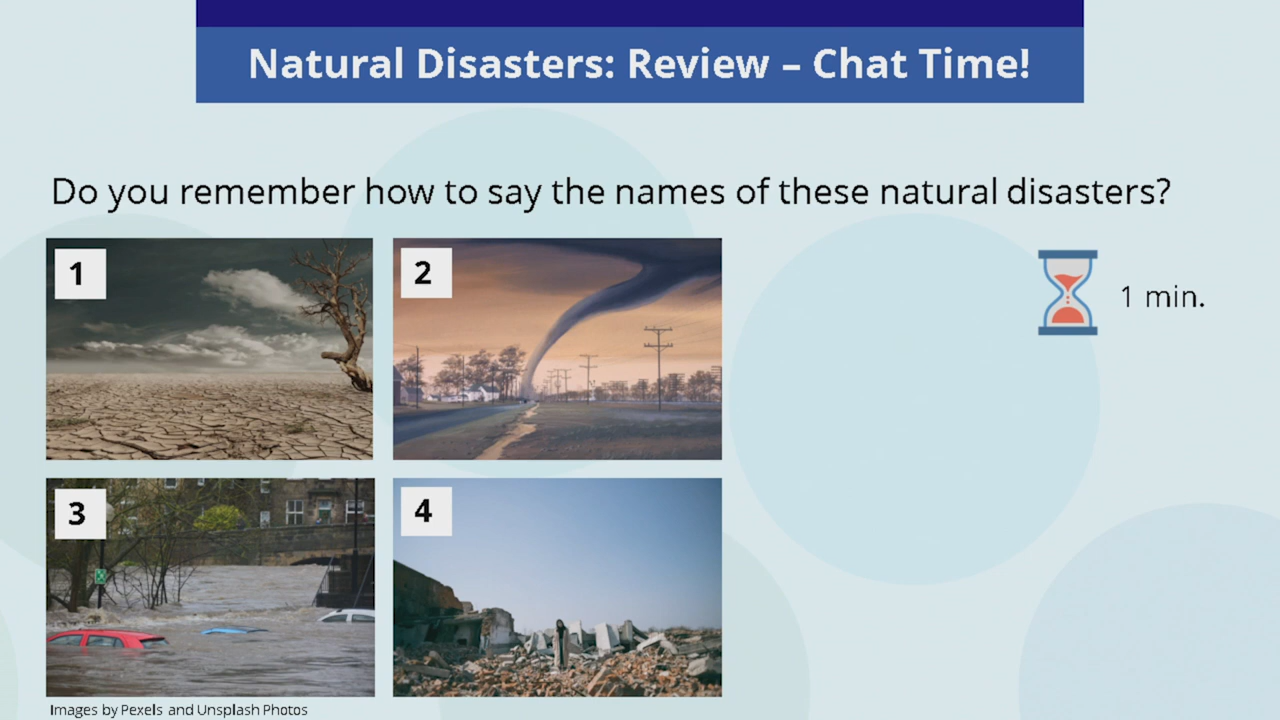 Natural Disasters: Review – Chat Time!
Do you remember how to say the names of these natural disasters?
1
2
1 min.
3
4
Images by Pexels and Unsplash Photos